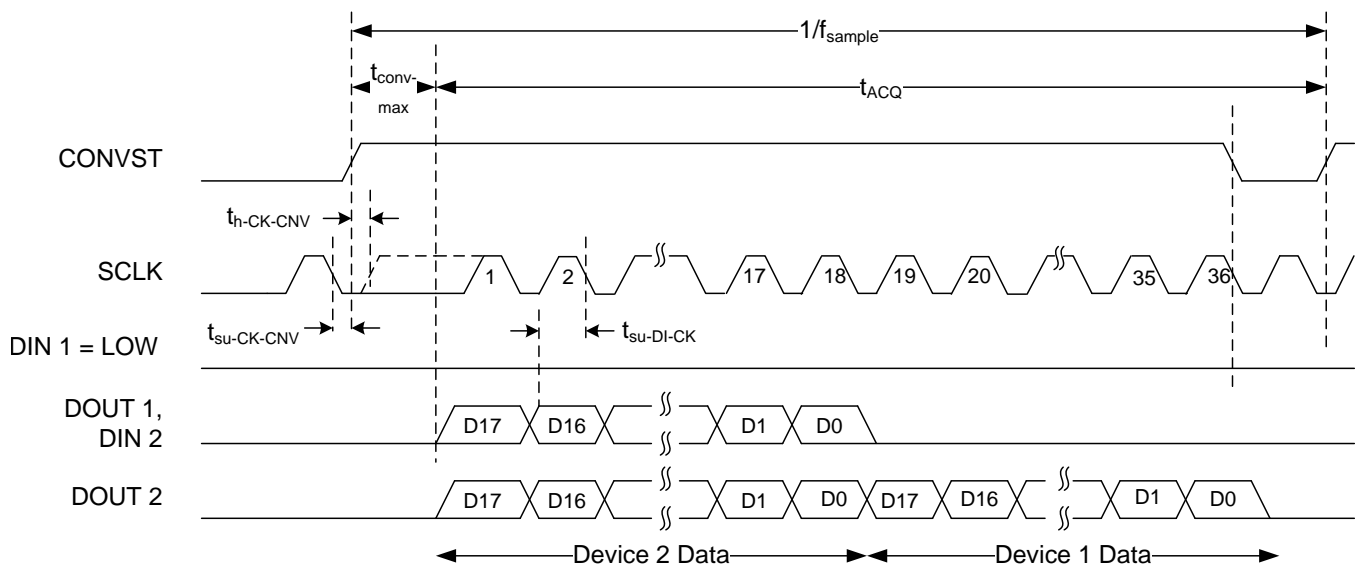 1/fsample
tconv-
max
tACQ
CONVST
th-CK-CNV
SCLK
1 2 17 18 19 20 35 36
tsu-CK-CNV
tsu-DI-CK
DIN 1 = LOW
DOUT 1,
DIN 2
D17 D16 D1 D0
DOUT 2
D17 D16 D1 D0 D17 D16 D1 D0
Device 2 Data Device 1 Data